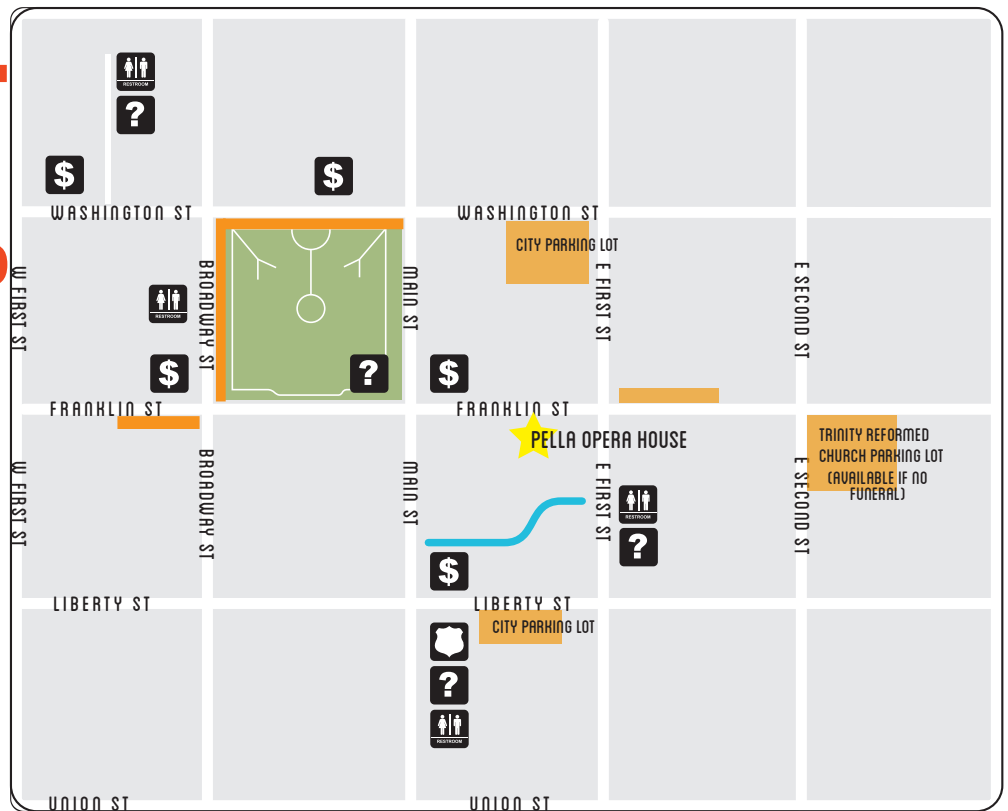 RESTROOM
?
$
$
WASHINGTON ST
WASHINGTON ST
CITY PARKING LOT
W FIRST ST
BROADWAY ST
MAIN ST
E FIRST ST
E SECOND ST
RESTROOM
$
?
$
FRANKLIN ST
FRANKLIN ST
PELLA OPERA HOUSE
TRINITY REFORMED
CHURCH PARKING LOT
(AVAILABLE IF NO
FUNERAL)
W FIRST ST
BROADWAY ST
MAIN ST
E FIRST ST
E SECOND ST
RESTROOM
?
$
LIBERTY ST
LIBERTY ST
CITY PARKING LOT
?
RESTROOM
UNION ST
UNION ST